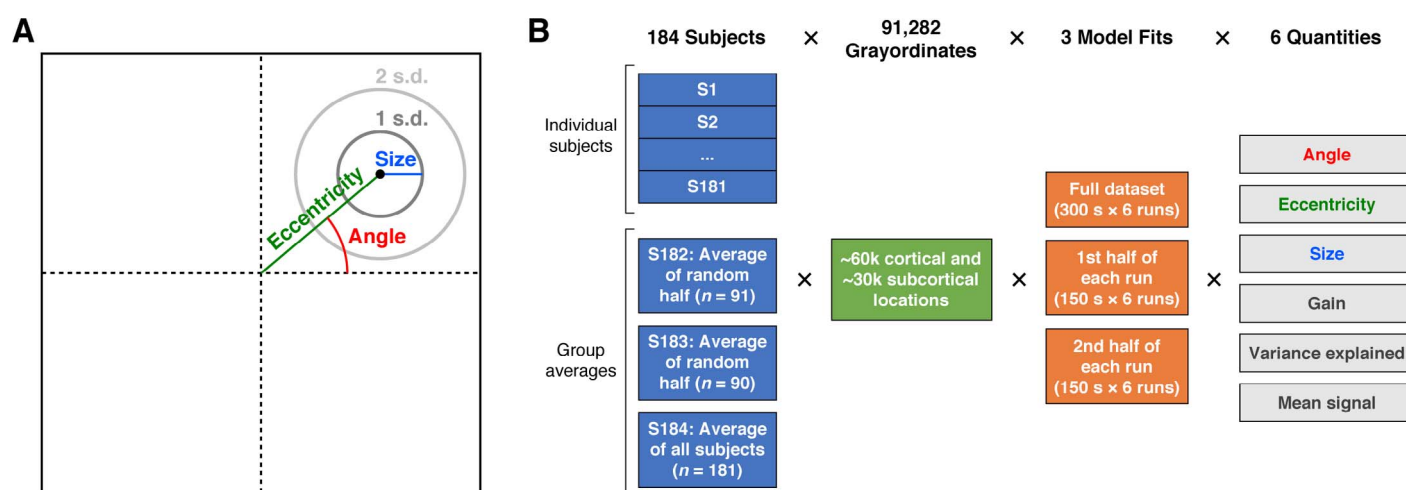 A
2 s.d.
1 s.d.
Size
Eccentricity
Angle
B
184 Subjects
×
91,282
Grayordinates
×
3 Model Fits
×
6 Quantities
Individual
subjects
S1
S2
...
S181
Group
averages
S182: Average
of random
half (n = 91)
S183: Average
of random
half (n = 90)
S184: Average
of all subjects
(n = 181)
×
~60k cortical and
~30k subcortical
locations
×
Full dataset
(300 s × 6 runs)
1st half of
each run
(150 s × 6 runs)
2nd half of
each run
(150 s × 6 runs)
×
Angle
Eccentricity
Size
Gain
Variance explained
Mean signal